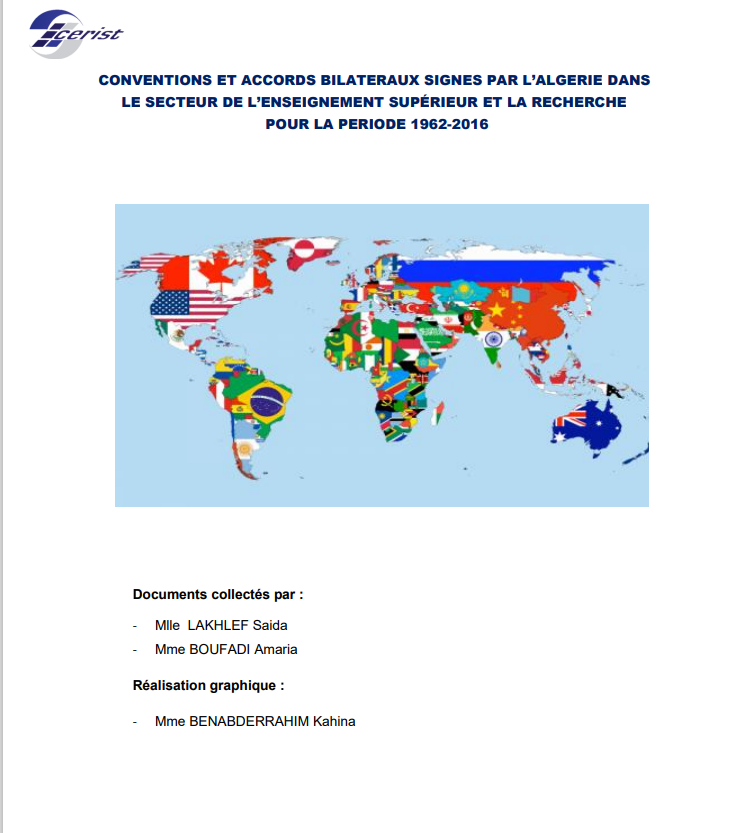 cerist
CONVENTIONS ET ACCORDS BILATERAUX SIGNES PAR L'ALGERIE DANS
LE SECTEUR DE L'ENSEIGNEMENT SUPÉRIEUR ET LA RECHERCHE
POUR LA PERIODE 1962-2016
Documents collectés par :
- Mlle LAKHLEF Saida
- Mme BOUFADI Amaria
Réalisation graphique :
- Mme BENABDERRAHIM Kahina